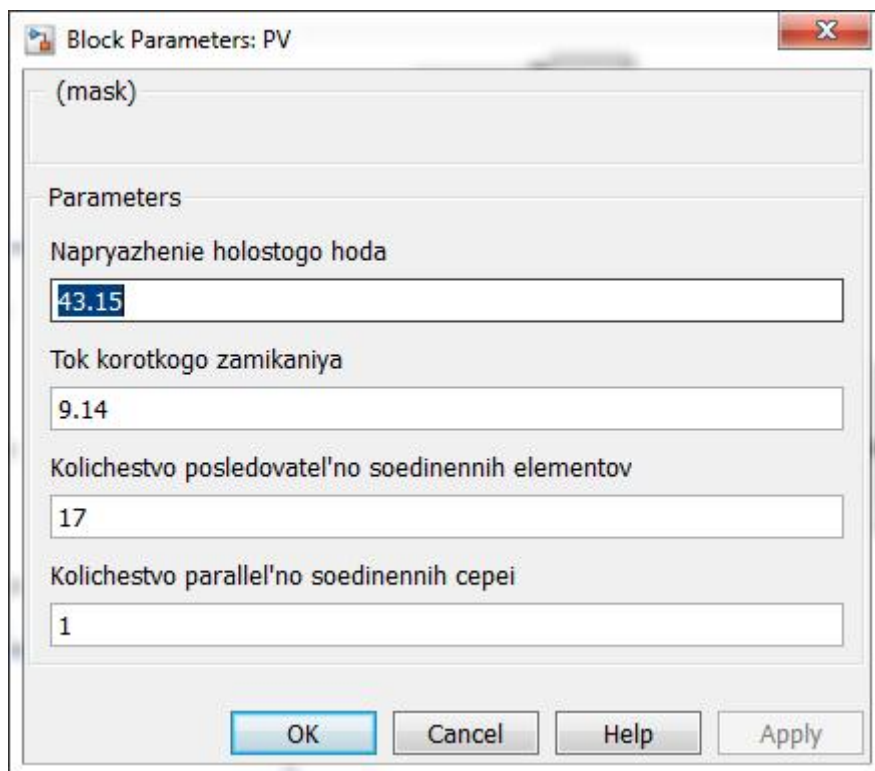 Block Parameters: PV
(mask)
Parameters
Napryazhenie holostogo hoda
43.15
Tok korotkogo zamikaniya
9.14
Kolichestvo posledovatel'no soedinennih elementov
17
Kolichestvo parallel'no soedinennih cepei
1
OK Cancel Help Apply